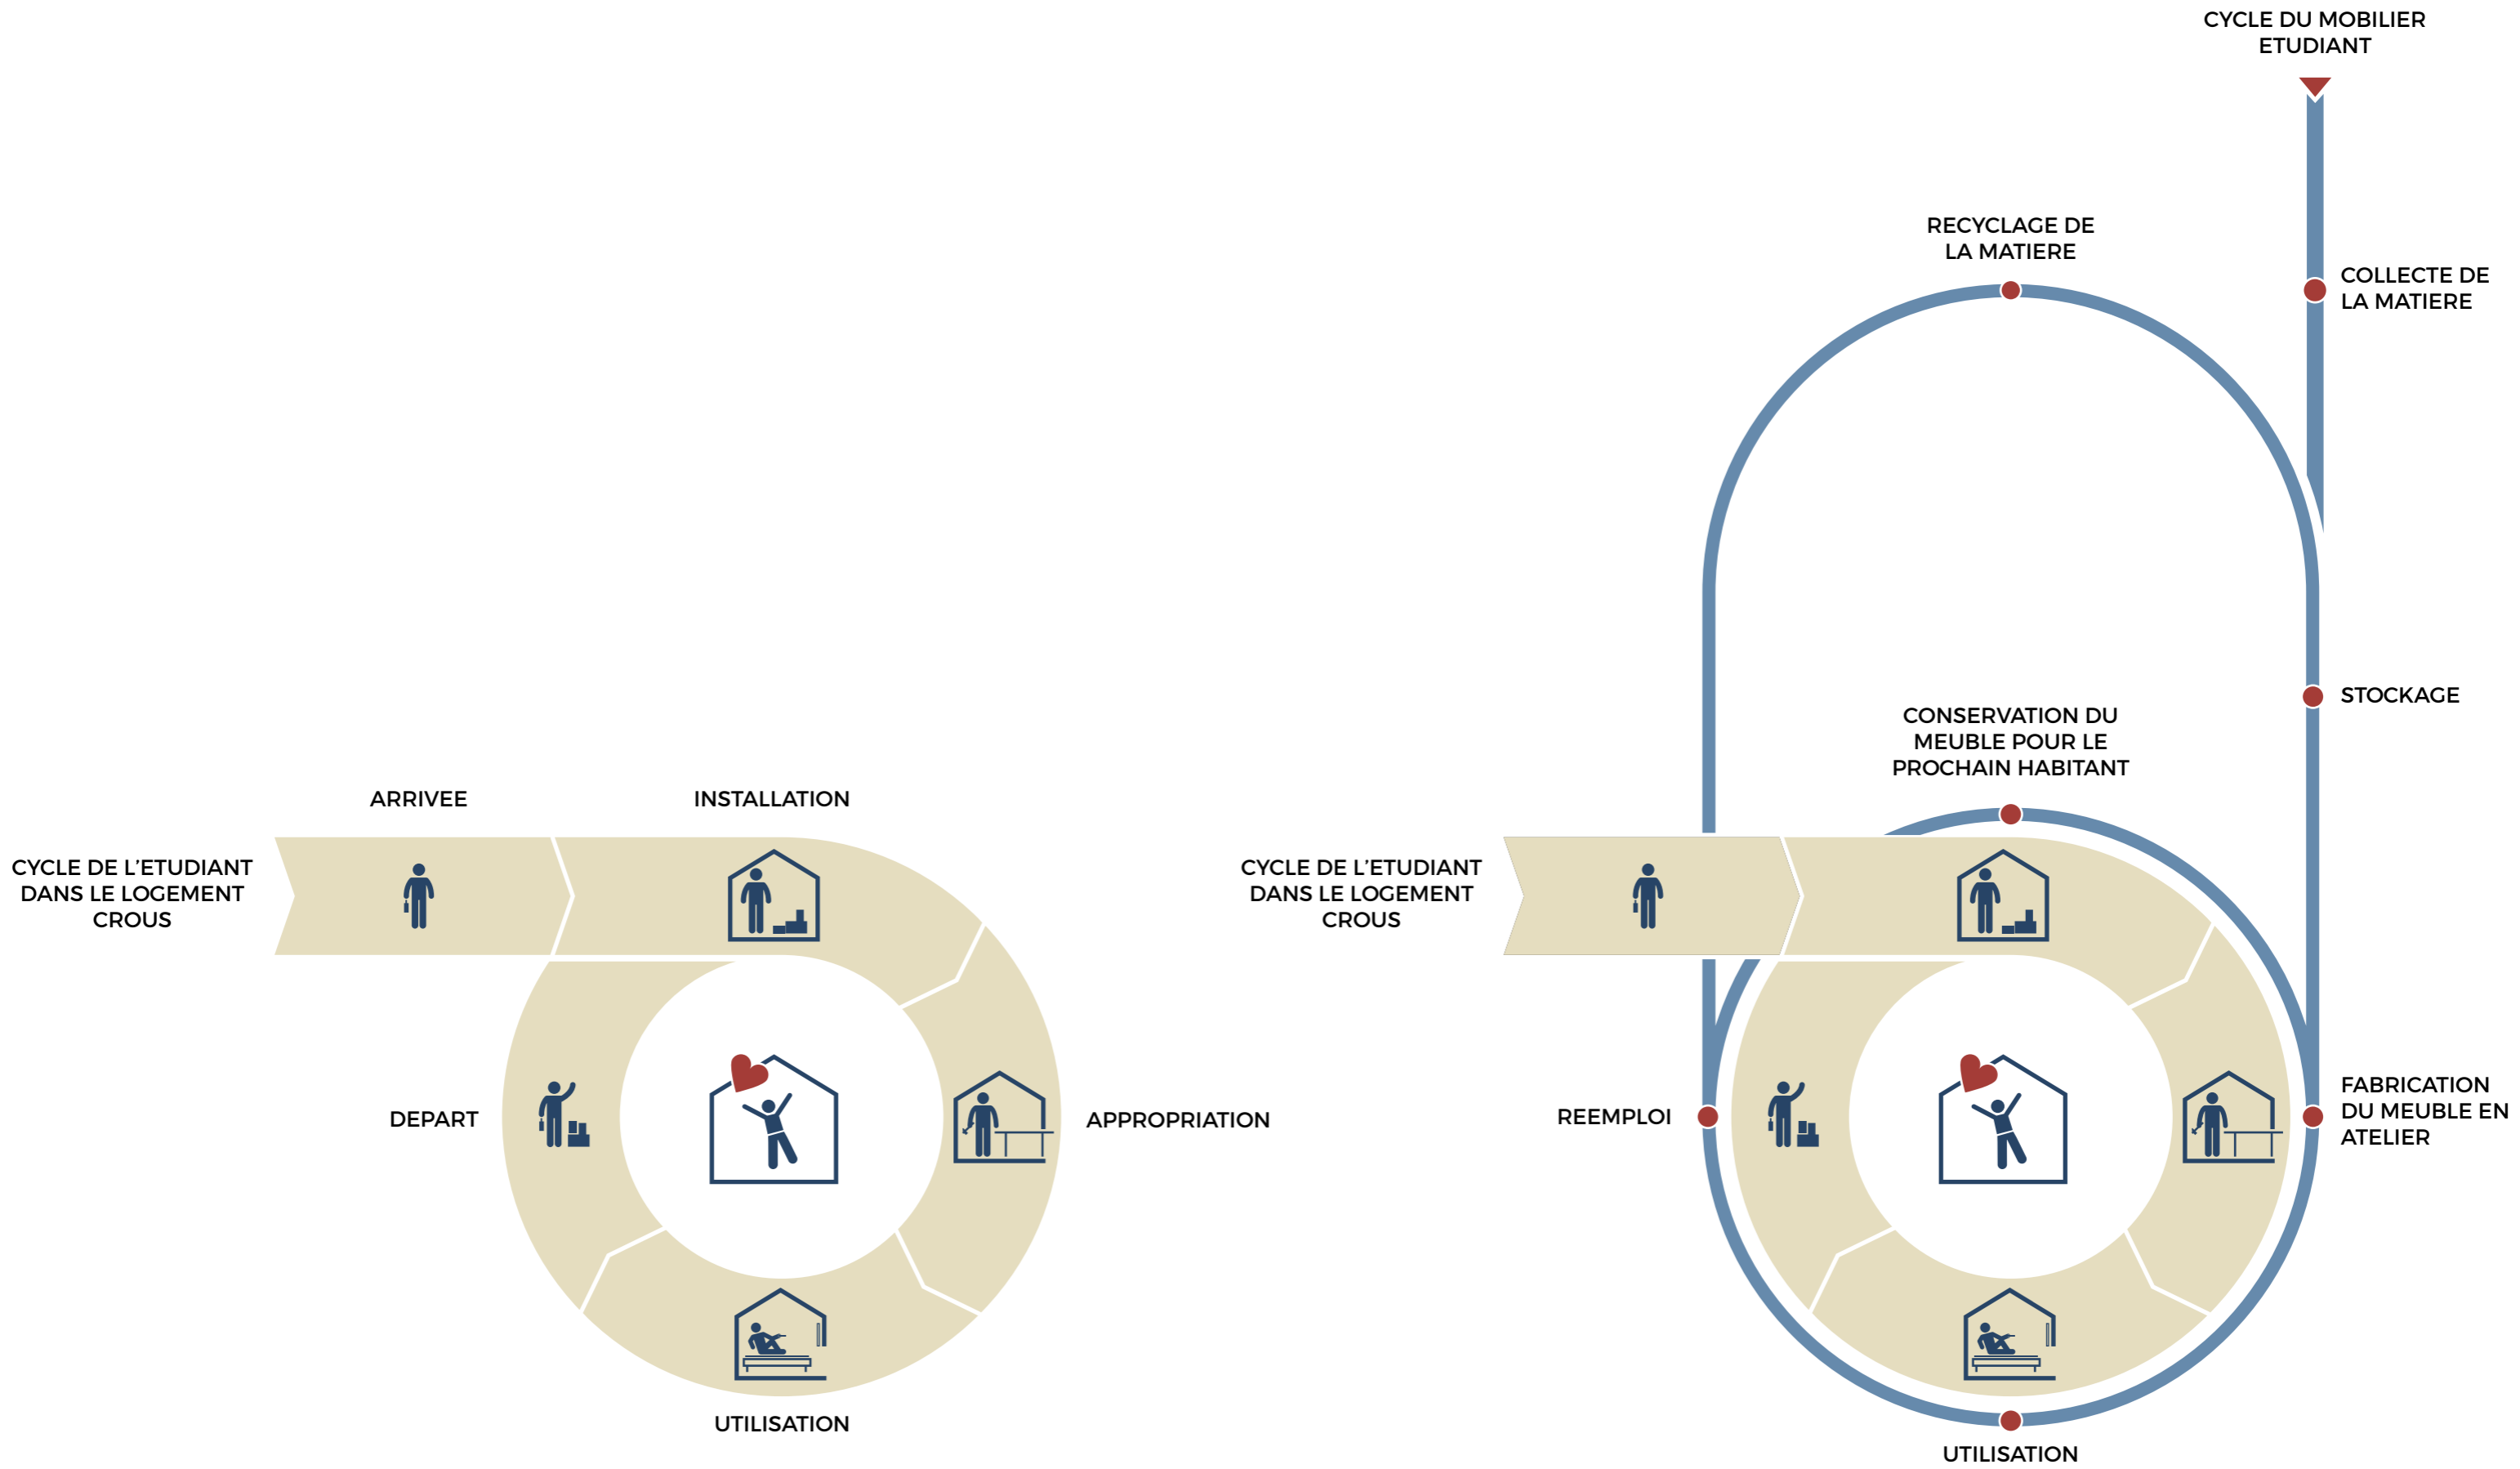 ARRIVEE
INSTALLATION
CYCLE DE L’ETUDIANT
DANS LE LOGEMENT
CROUS
DEPART
APPROPRIATION
UTILISATION
CYCLE DU MOBILIER
ETUDIANT
RECYCLAGE DE
LA MATIERE
COLLECTE DE
LA MATIERE
STOCKAGE
CONSERVATION DU
MEUBLE POUR LE
PROCHAIN HABITANT
CYCLE DE L’ETUDIANT
DANS LE LOGEMENT
CROUS
REEMPLOI
FABRICATION
DU MEUBLE EN
ATELIER
UTILISATION